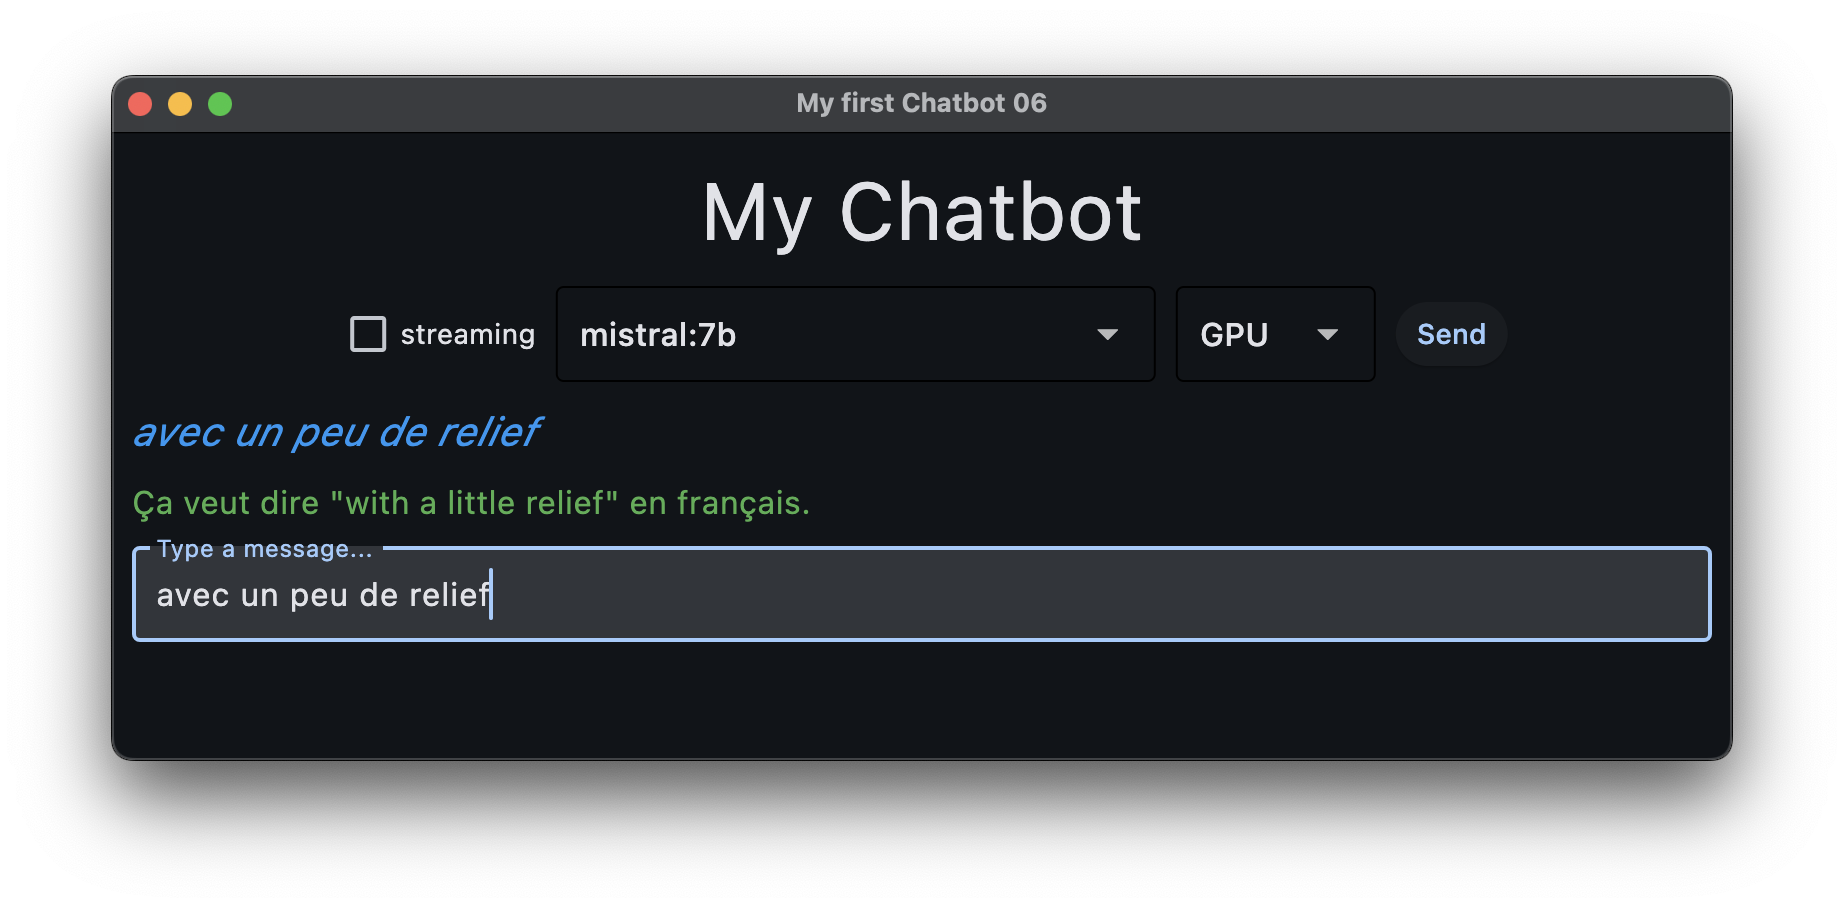 My first Chatbot 06
My Chatbot
streaming mistral:7b GPU Send
avec un peu de relief
Ça veut dire "with a little relief" en français.
Type a message...
avec un peu de relief